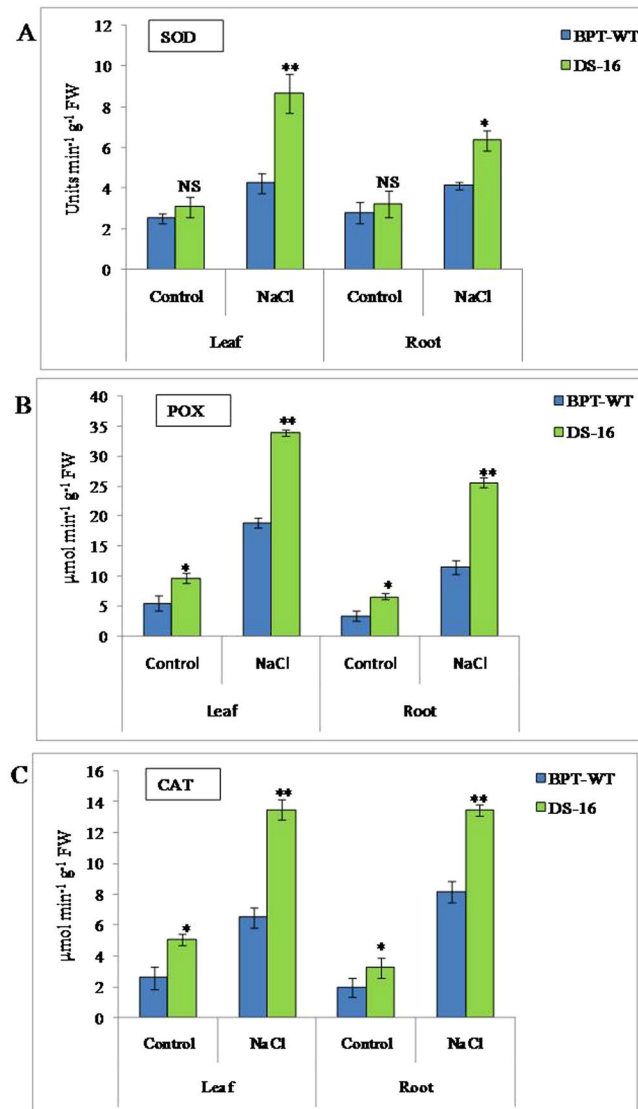 A
SOD
BPT-WT
DS-16
Units min⁻¹ g⁻¹ FW
12
10
8
6
4
2
0
NS
**
NS
*
Control NaCl Control NaCl
Leaf Root
B
POX
BPT-WT
DS-16
µmol min⁻¹ g⁻¹ FW
40
35
30
25
20
15
10
5
0
*
**
*
**
Control NaCl Control NaCl
Leaf Root
C
CAT
BPT-WT
DS-16
µmol min⁻¹ g⁻¹ FW
16
14
12
10
8
6
4
2
0
*
**
*
**
Control NaCl Control NaCl
Leaf Root